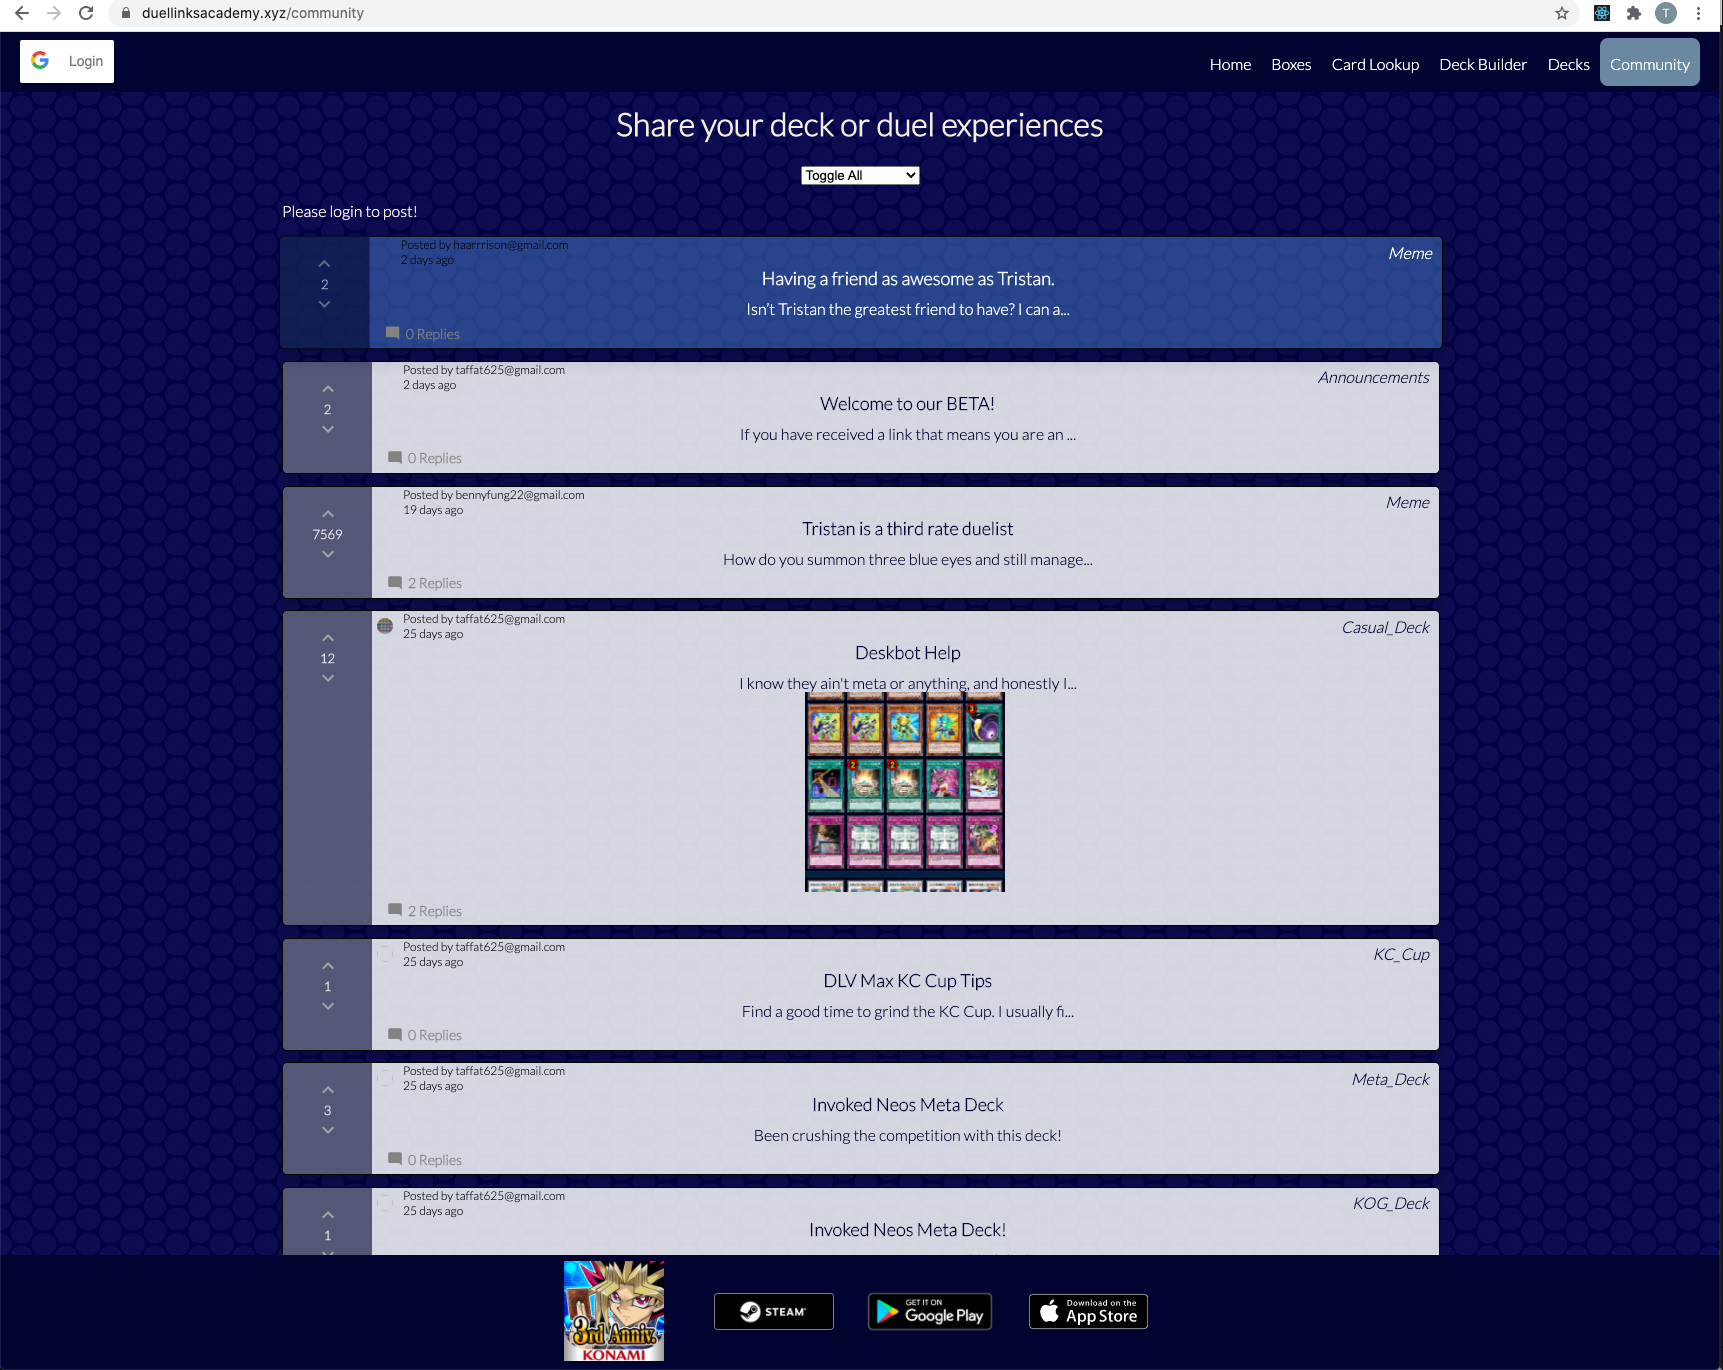 duellinksacademy.xyz/community
T
Login
Home Boxes Card Lookup Deck Builder Decks Community
Share your deck or duel experiences
Toggle All
Please login to post!
Posted by haarrrison@gmail.com
2 days ago
Meme
2
Having a friend as awesome as Tristan.
Isn't Tristan the greatest friend to have? I can a...
0 Replies
Posted by taffat625@gmail.com
2 days ago
Announcements
2
Welcome to our BETA!
If you have received a link that means you are an ...
0 Replies
Posted by bennyfung22@gmail.com
19 days ago
Meme
7569
Tristan is a third rate duelist
How do you summon three blue eyes and still manage...
2 Replies
Posted by taffat625@gmail.com
25 days ago
Casual_Deck
12
Deskbot Help
I know they ain't meta or anything, and honestly I...
3
2 2
2 Replies
Posted by taffat625@gmail.com
25 days ago
KC_Cup
1
DLV Max KC Cup Tips
Find a good time to grind the KC Cup. I usually fi...
0 Replies
Posted by taffat625@gmail.com
25 days ago
Meta_Deck
3
Invoked Neos Meta Deck
Been crushing the competition with this deck!
0 Replies
Posted by taffat625@gmail.com
25 days ago
KOG_Deck
1
Invoked Neos Meta Deck!
3rd Anniv.
KONAMI
STEAM
GET IT ON
Google Play
Download on the
App Store